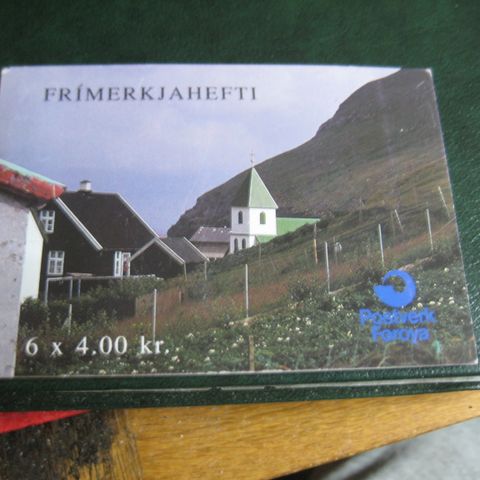 FRÍMERKJAHEFTI
6 x 4.00 kr.
Postverk
Føroya